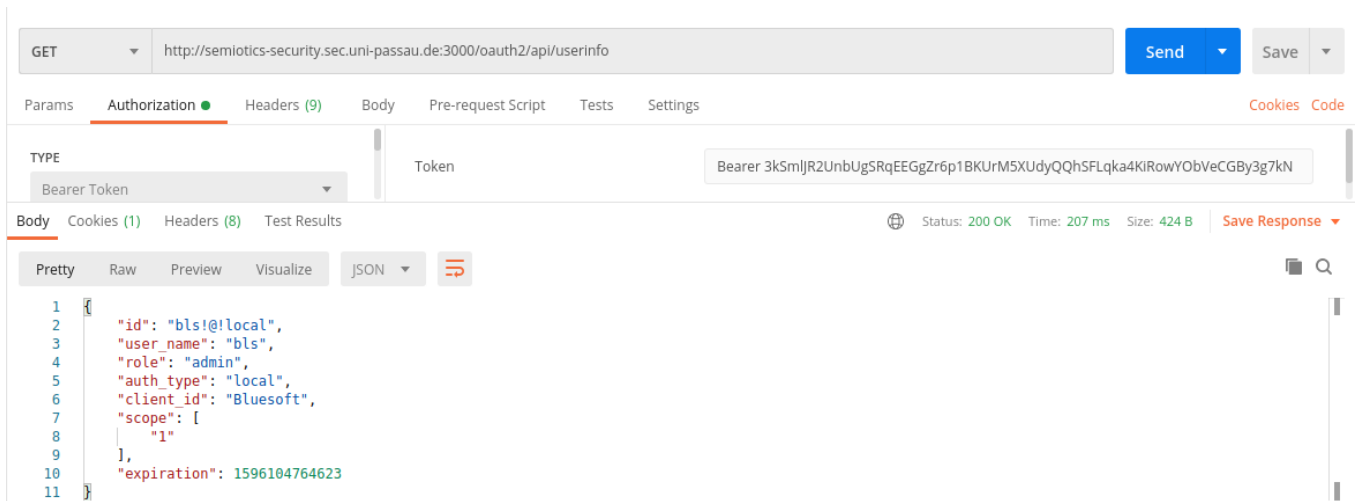 GET http://semiotics-security.sec.uni-passau.de:3000/oauth2/api/userinfo Send Save
Params Authorization Headers (9) Body Pre-request Script Tests Settings Cookies Code
TYPE
Token Bearer 3kSmlJR2UnbUgSRqEEGgZr6p1BKUrM5XUdyQQhSFLqka4KiRowYObVeCGBy3g7kN
Bearer Token
Body Cookies (1) Headers (8) Test Results Status: 200 OK Time: 207 ms Size: 424 B Save Response
Pretty Raw Preview Visualize JSON
1 {
2 "id": "bls!@!local",
3 "user_name": "bls",
4 "role": "admin",
5 "auth_type": "local",
6 "client_id": "Bluesoft",
7 "scope": [
8 "1"
9 ],
10 "expiration": 1596104764623
11 }